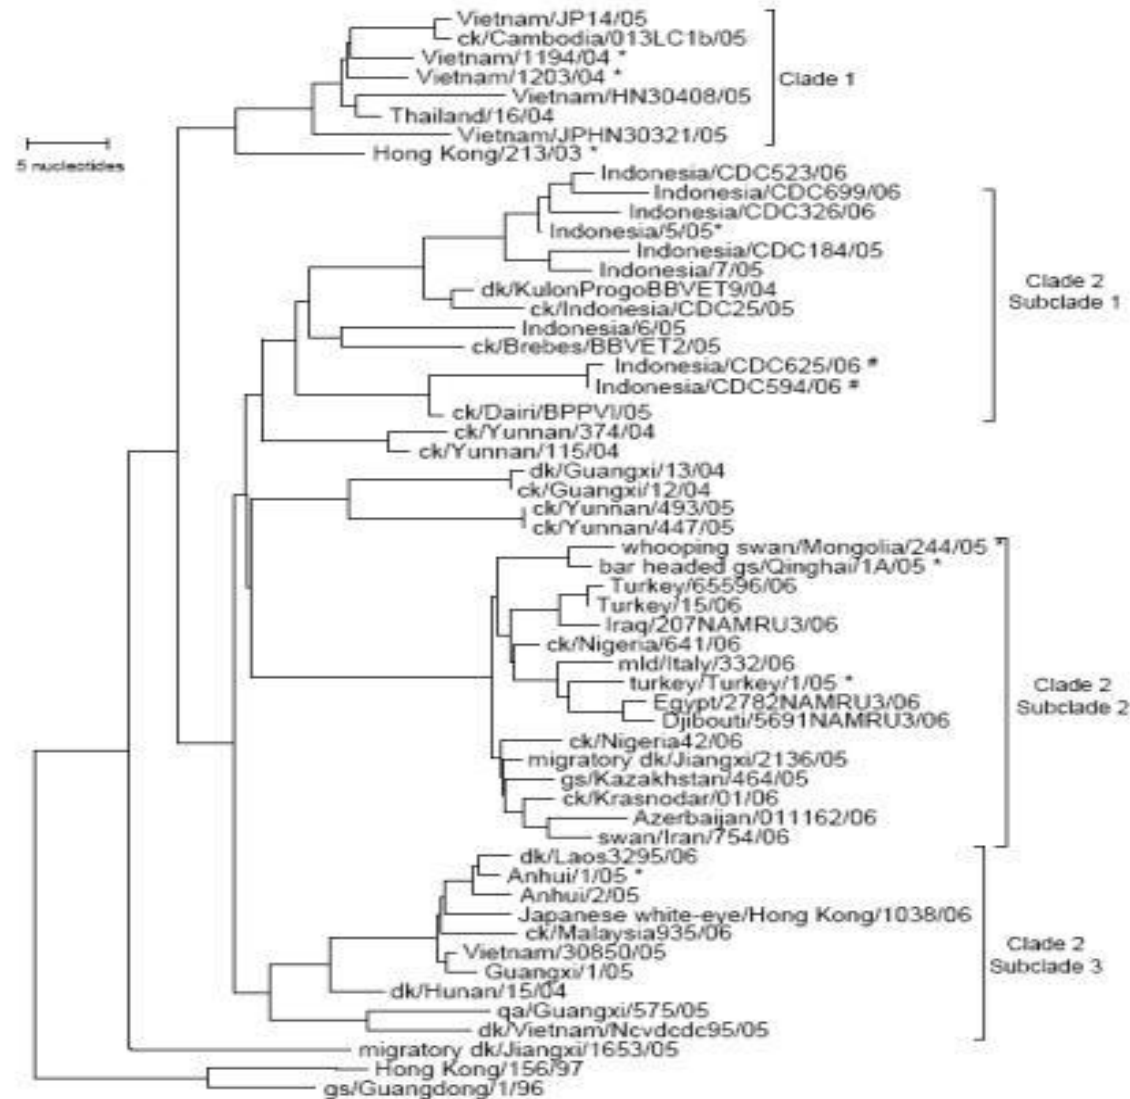 Vietnam/JP14/05
ck/Cambodia/013LC1b/05
Vietnam/1194/04 *
Vietnam/1203/04 *
Vietnam/HN30408/05
Thailand/16/04
Vietnam/JPHN30321/05
Hong Kong/213/03 *
Clade 1
5 nucleotides
Indonesia/CDC523/06
Indonesia/CDC699/06
Indonesia/CDC326/06
Indonesia/5/05*
Indonesia/CDC184/05
Indonesia/7/05
dk/KulonProgoBBVET9/04
ck/Indonesia/CDC25/05
Indonesia/6/05
ck/Brebes/BBVET2/05
Indonesia/CDC625/06 #
Indonesia/CDC594/06 #
ck/Dairi/BPPVI/05
Clade 2
Subclade 1
ck/Yunnan/374/04
ck/Yunnan/115/04
dk/Guangxi/13/04
ck/Guangxi/12/04
ck/Yunnan/493/05
ck/Yunnan/447/05
whooping swan/Mongolia/244/05 *
bar headed gs/Qinghai/1A/05 *
Turkey/65596/06
Turkey/15/06
Iraq/207NAMRU3/06
ck/Nigeria/641/06
mld/Italy/332/06
turkey/Turkey/1/05 *
Egypt/2782NAMRU3/06
Djibouti/5691NAMRU3/06
ck/Nigeria42/06
migratory dk/Jiangxi/2136/05
gs/Kazakhstan/464/05
ck/Krasnodar/01/06
Azerbaijan/011162/06
swan/Iran/754/06
Clade 2
Subclade 2
dk/Laos3295/06
Anhui/1/05 *
Anhui/2/05
Japanese white-eye/Hong Kong/1038/06
ck/Malaysia935/06
Vietnam/30850/05
Guangxi/1/05
dk/Hunan/15/04
qa/Guangxi/575/05
dk/Vietnam/Ncvdcdc95/05
Clade 2
Subclade 3
migratory dk/Jiangxi/1653/05
Hong Kong/156/97
gs/Guangdong/1/96